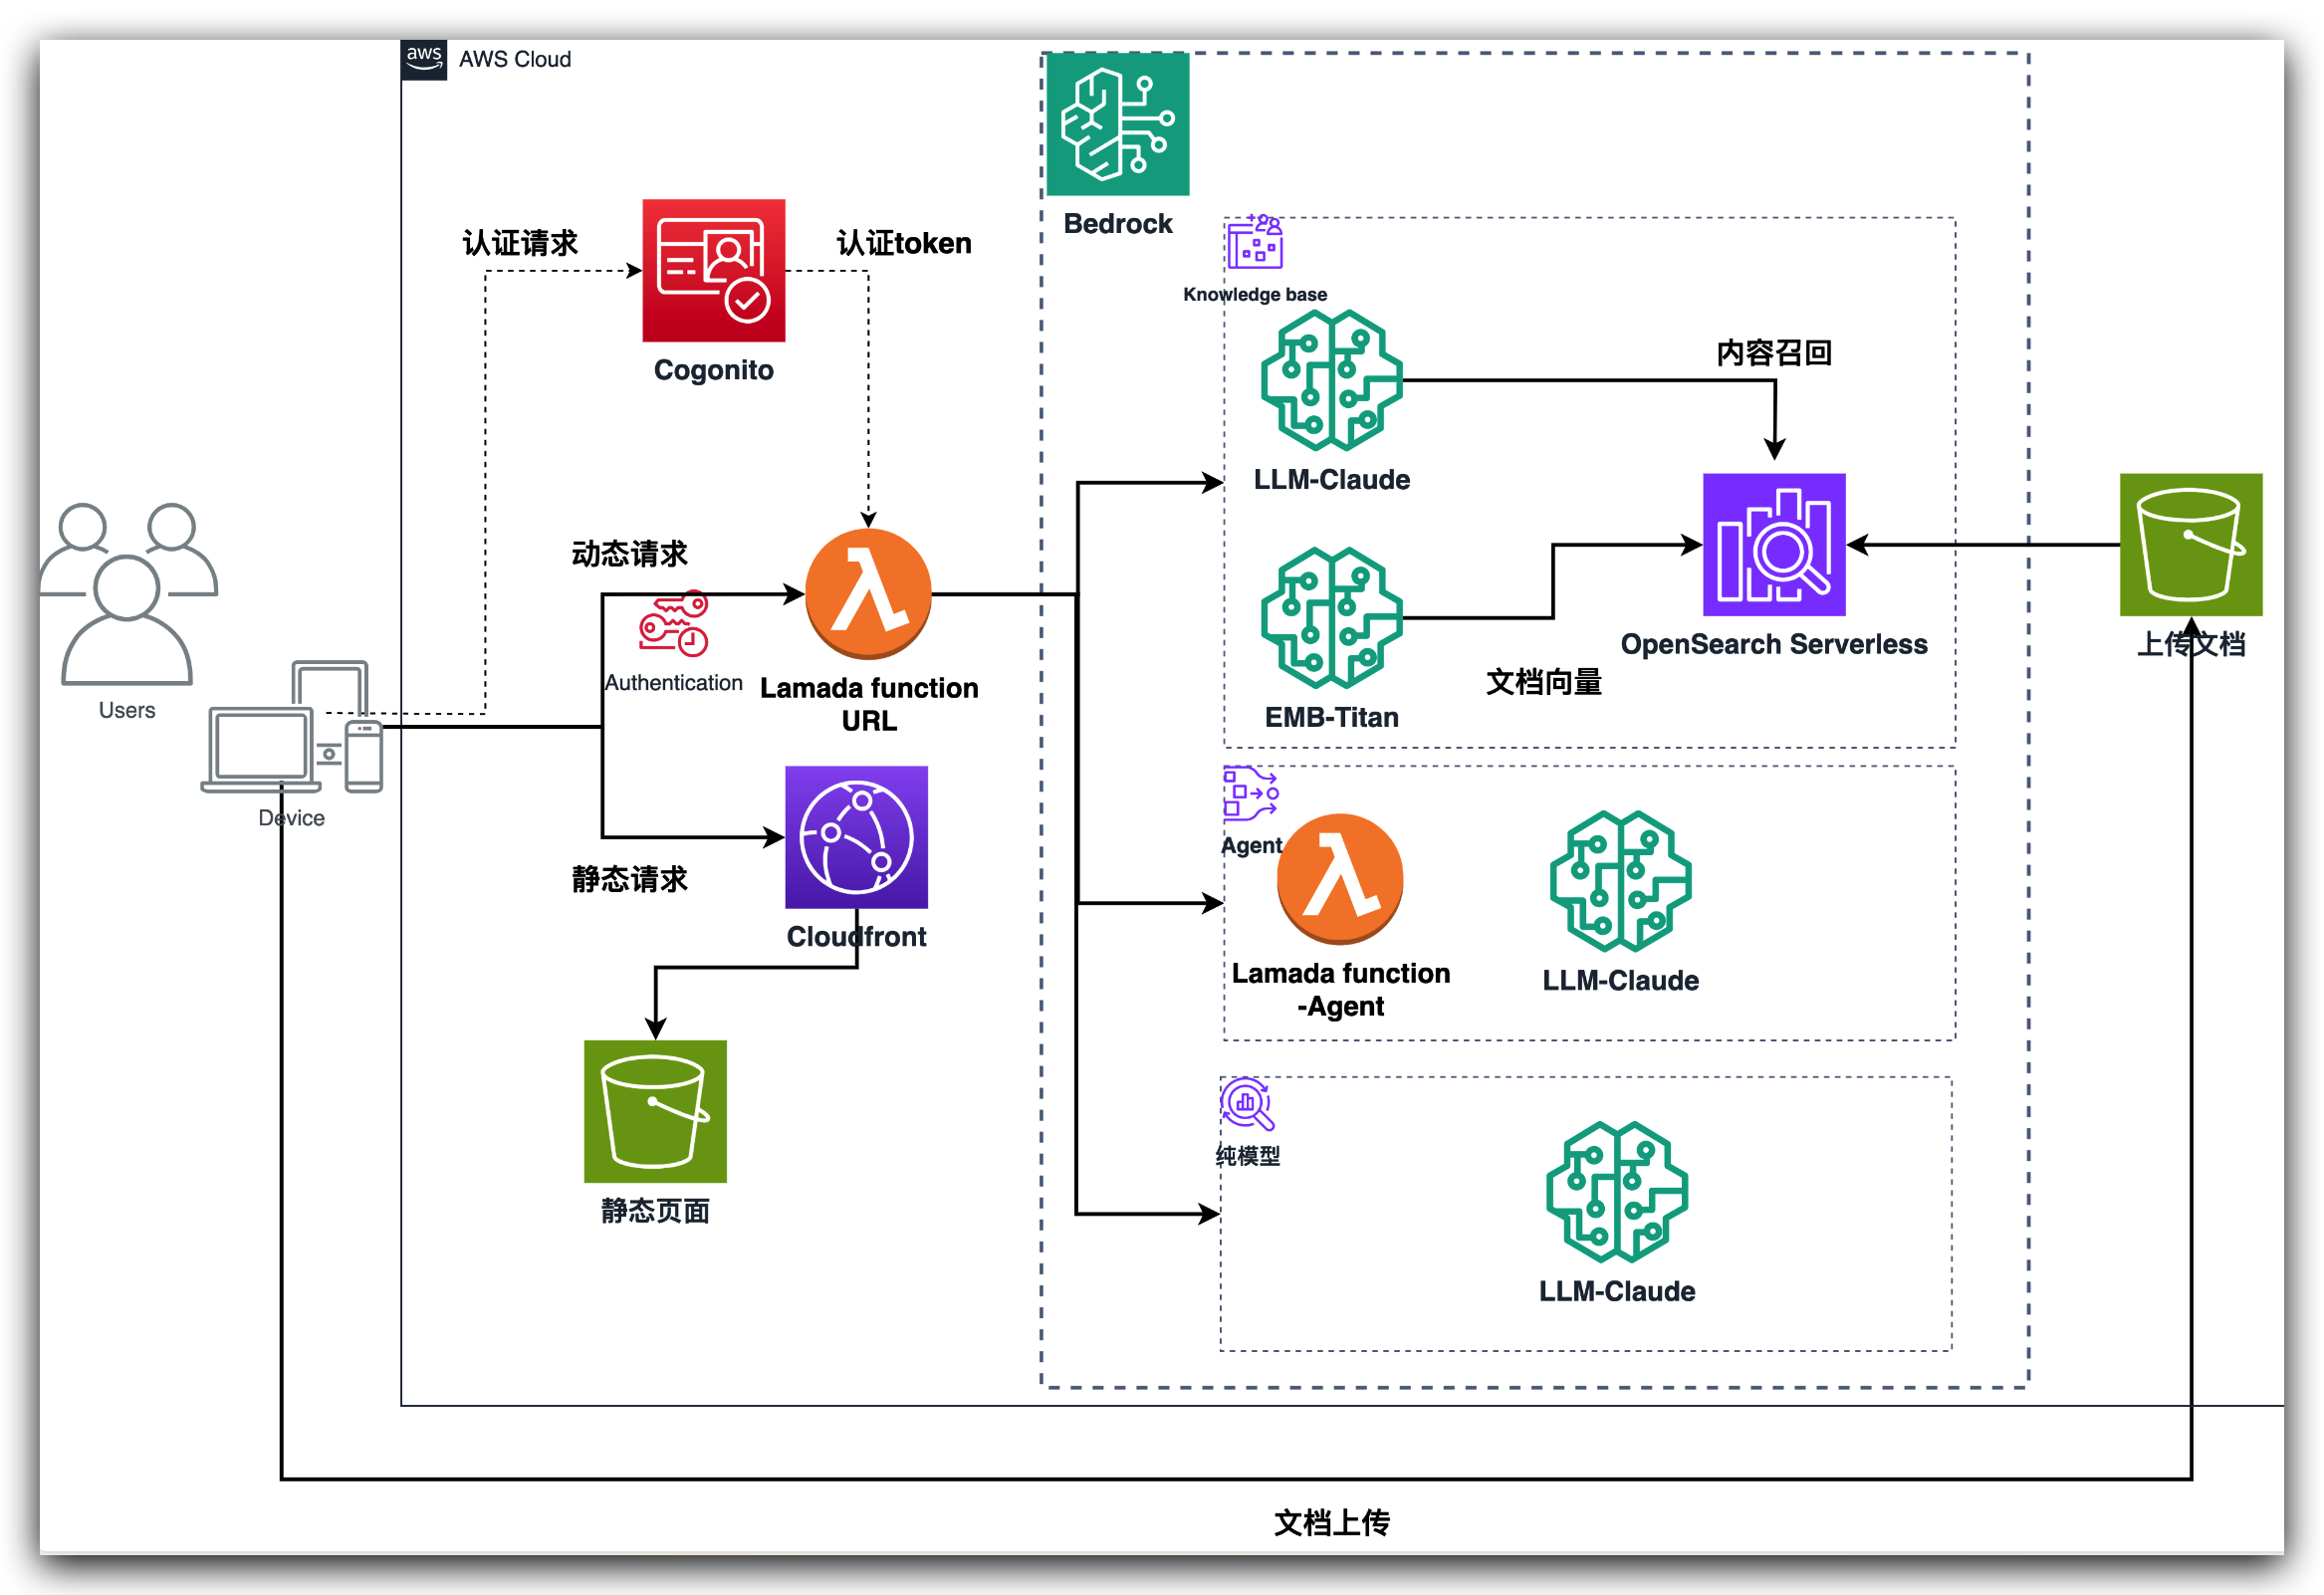 aws
AWS Cloud
Bedrock
认证请求
认证token
Cogonito
Knowledge base
内容召回
LLM-Claude
动态请求
Authentication
Lamada function
URL
OpenSearch Serverless
上传文档
文档向量
EMB-Titan
Users
Device
静态请求
Cloudfront
Agent
Lamada function
-Agent
LLM-Claude
静态页面
纯模型
LLM-Claude
文档上传